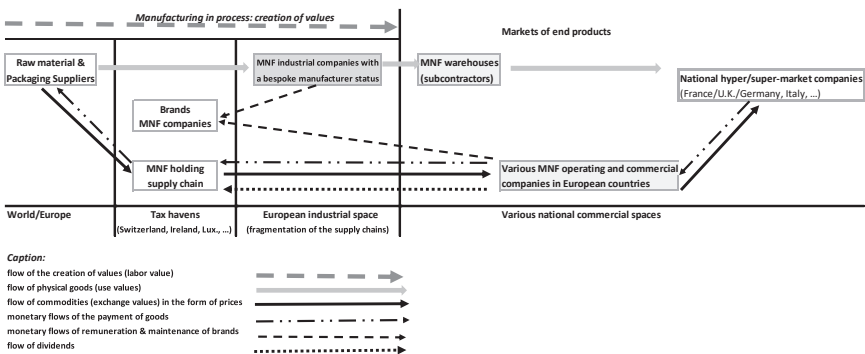 Manufacturing in process: creation of values
Markets of end products
Raw material &
Packaging Suppliers
MNF industrial companies with
a bespoke manufacturer status
MNF warehouses
(subcontractors)
National hyper/super-market companies
(France/U.K./Germany, Italy, ...)
Brands
MNF companies
MNF holding
supply chain
Various MNF operating and commercial
companies in European countries
World/Europe
Tax havens
(Switzerland, Ireland, Lux., ...)
European industrial space
(fragmentation of the supply chains)
Various national commercial spaces
Caption:
flow of the creation of values (labor value)
flow of physical goods (use values)
flow of commodities (exchange values) in the form of prices
monetary flows of the payment of goods
monetary flows of remuneration & maintenance of brands
flow of dividends